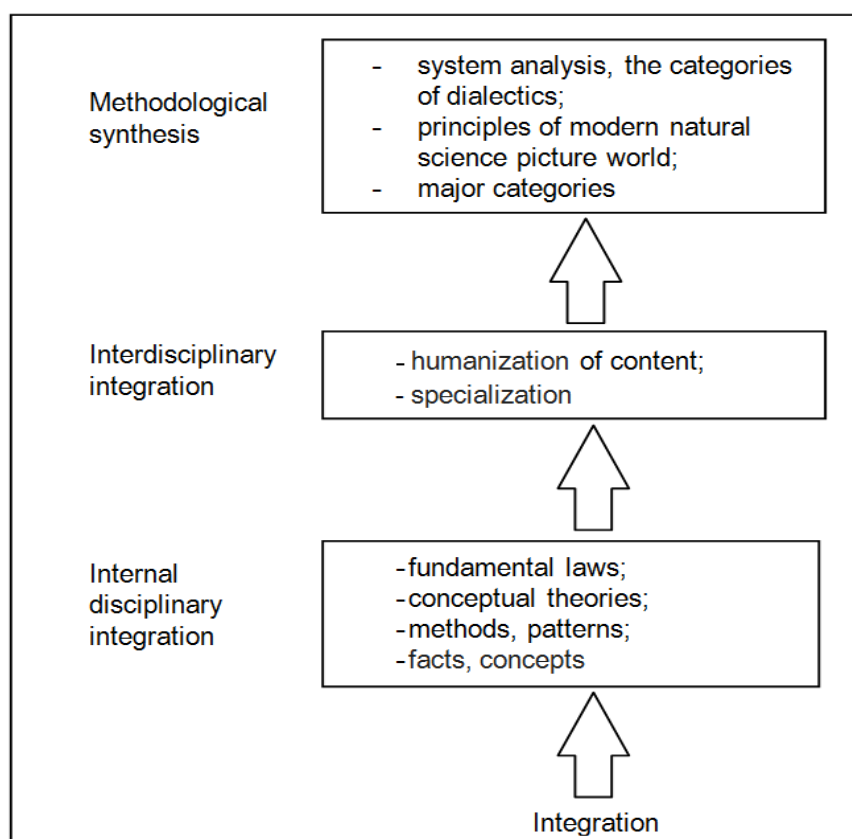 Methodological
synthesis
- system analysis, the categories
of dialectics;
- principles of modern natural
science picture world;
- major categories
Interdisciplinary
integration
- humanization of content;
- specialization
Internal
disciplinary
integration
-fundamental laws;
-conceptual theories;
-methods, patterns;
-facts, concepts
Integration